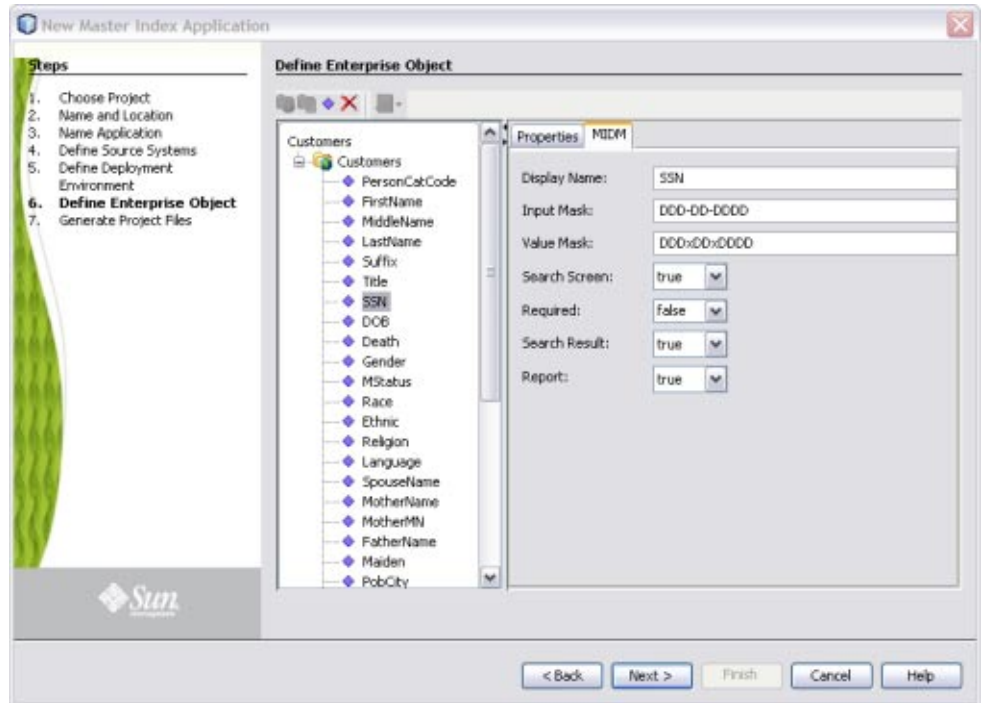 New Master Index Application
Steps
1. Choose Project
2. Name and Location
3. Name Application
4. Define Source Systems
5. Define Deployment
Environment
6. Define Enterprise Object
7. Generate Project Files
Sun
Define Enterprise Object
Customers
Customers
PersonCatCode
FirstName
MiddleName
LastName
Suffix
Title
SSN
DOB
Death
Gender
MStatus
Race
Ethnic
Religion
Language
SpouseName
MotherName
MotherMN
FatherName
Maiden
PobCity
Properties MIDM
Display Name: SSN
Input Mask: DDD-DD-DDDD
Value Mask: DDDxDDxDDDD
Search Screen: true
Required: false
Search Result: true
Report: true
< Back Next > Finish Cancel Help